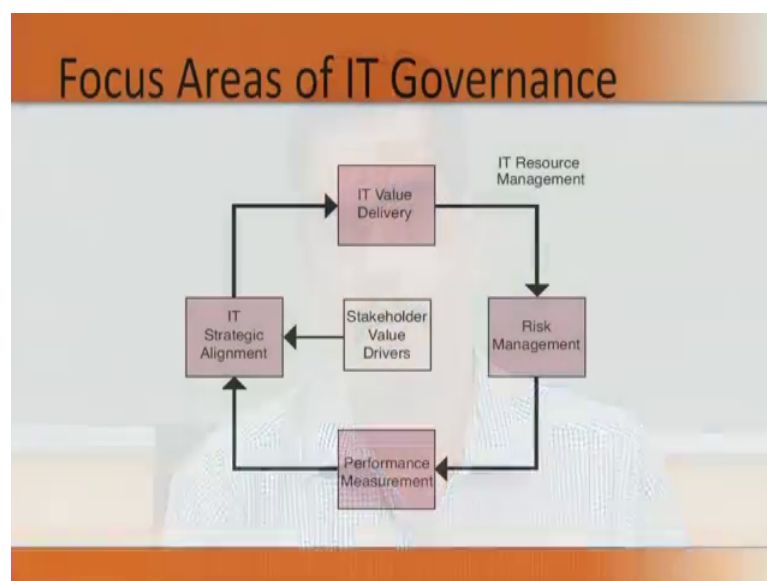 Focus Areas of IT Governance
IT Resource
Management
IT Value
Delivery
IT
Strategic
Alignment
Stakeholder
Value
Drivers
Risk
Management
Performance
Measurement